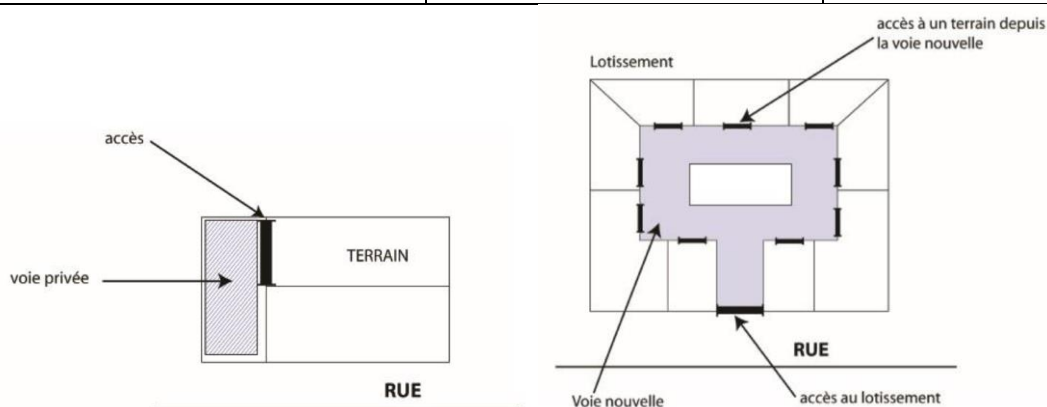 accès
voie privée
TERRAIN
RUE
accès à un terrain depuis
la voie nouvelle
Lotissement
RUE
Voie nouvelle
accès au lotissement